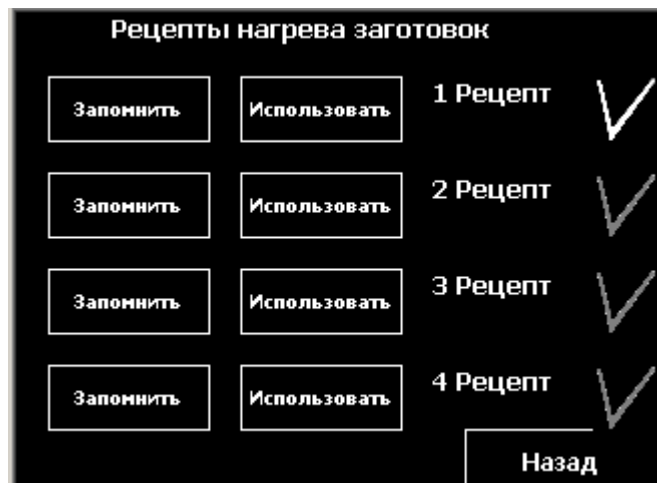 Рецепты нагрева заготовок
Запомнить Использовать 1 Рецепт
Запомнить Использовать 2 Рецепт
Запомнить Использовать 3 Рецепт
Запомнить Использовать 4 Рецепт
Назад